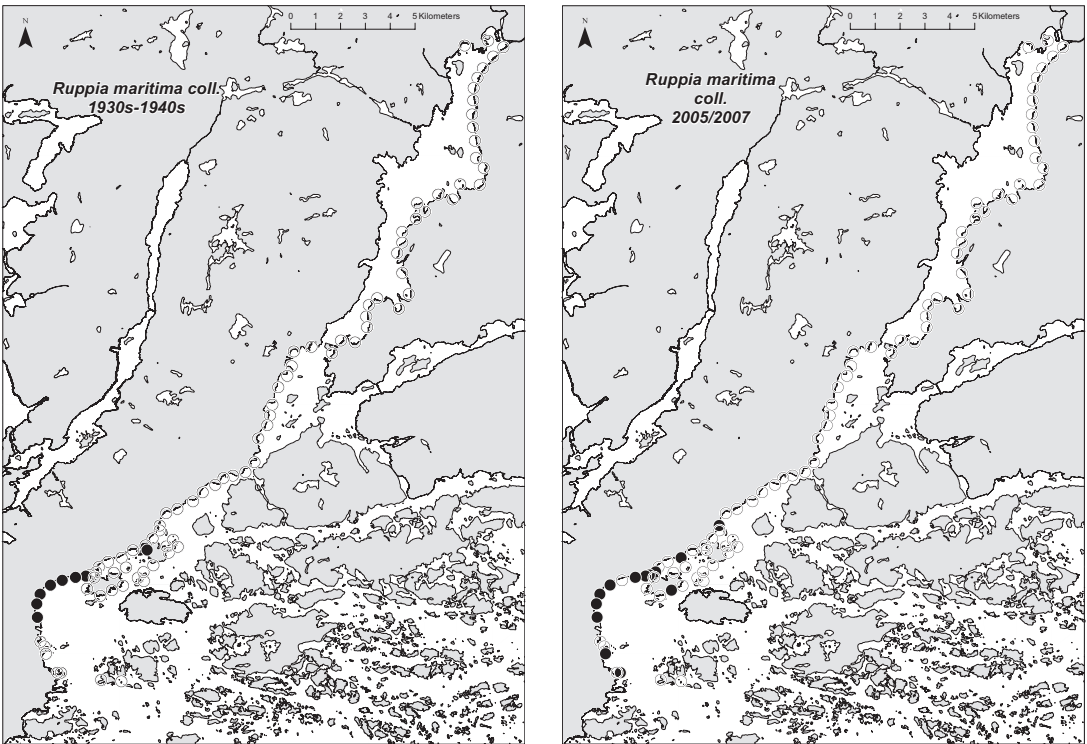 N
0 1 2 3 4 5 Kilometers
Ruppia maritima coll.
1930s-1940s
N
0 1 2 3 4 5 Kilometers
Ruppia maritima
coll.
2005/2007